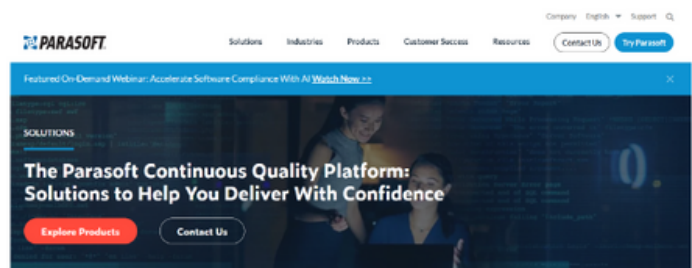 Company English Support
PARASOFT.
Solutions Industries Products Customer Success Resources Contact Us Try Parasoft
Featured On-Demand Webinar: Accelerate Software Compliance With AI Watch Now >>
SOLUTIONS
The Parasoft Continuous Quality Platform:
Solutions to Help You Deliver With Confidence
Explore Products Contact Us